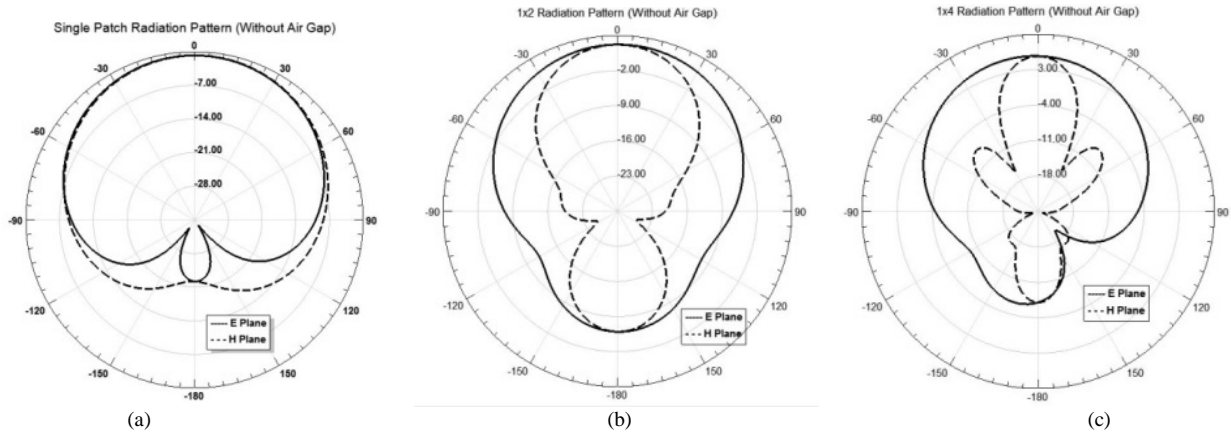 Single Patch Radiation Pattern (Without Air Gap)
0
-30 30
-7.00
-60 60
-14.00
-21.00
-28.00
-90 90
-120 120
E Plane
H Plane
-150 150
-180
(a)
1x2 Radiation Pattern (Without Air Gap)
0
-30 30
-2.00
-60 60
-9.00
-16.00
-23.00
-90 90
-120 120
E Plane
H Plane
-150 150
-180
(b)
1x4 Radiation Pattern (Without Air Gap)
0
-30 30
3.00
-60 60
-4.00
-11.00
-18.00
-90 90
-120 120
E Plane
H Plane
-150 150
-180
(c)